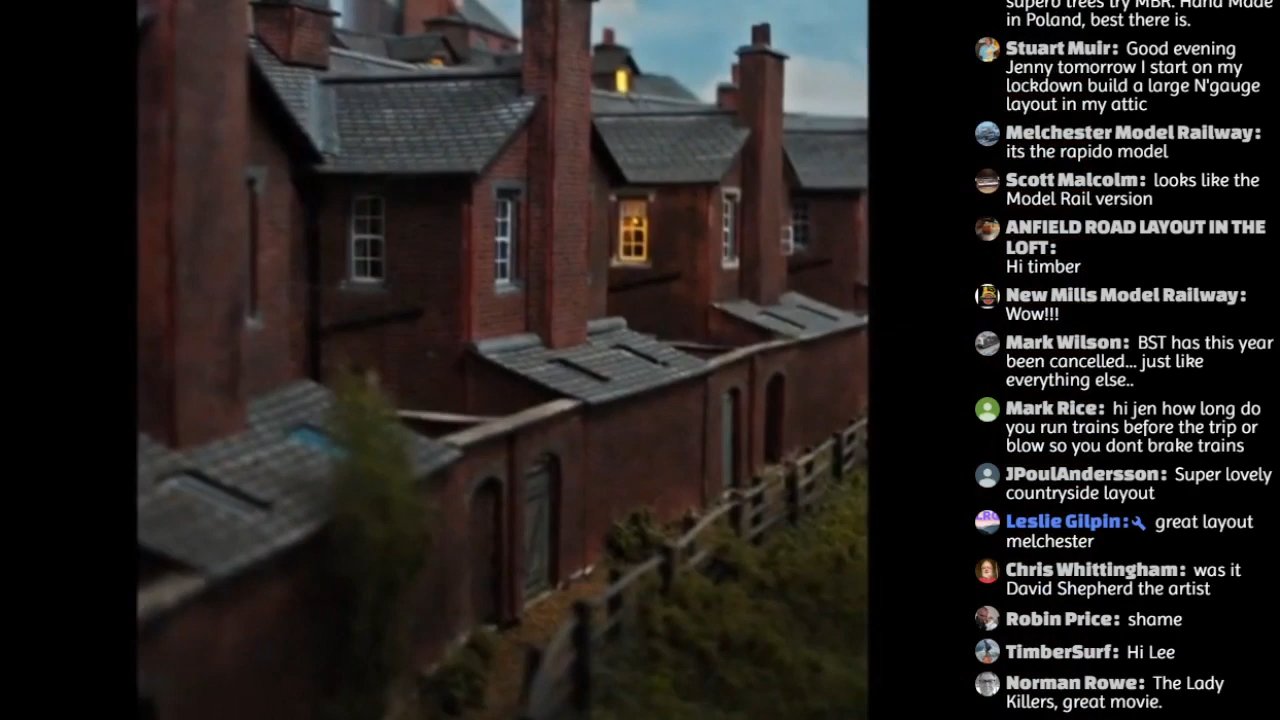 superb trees try MBR. Hand Made
in Poland, best there is.
Stuart Muir: Good evening
Jenny tomorrow I start on my
lockdown build a large N'gauge
layout in my attic
Melchester Model Railway:
its the rapido model
Scott Malcolm: looks like the
Model Rail version
ANFIELD ROAD LAYOUT IN THE
LOFT:
Hi timber
New Mills Model Railway:
Wow!!!
Mark Wilson: BST has this year
been cancelled... just like
everything else..
Mark Rice: hi jen how long do
you run trains before the trip or
blow so you dont brake trains
JPoulAndersson: Super lovely
countryside layout
Leslie Gilpin: great layout
melchester
Chris Whittingham: was it
David Shepherd the artist
Robin Price: shame
TimberSurf: Hi Lee
Norman Rowe: The Lady
Killers, great movie.